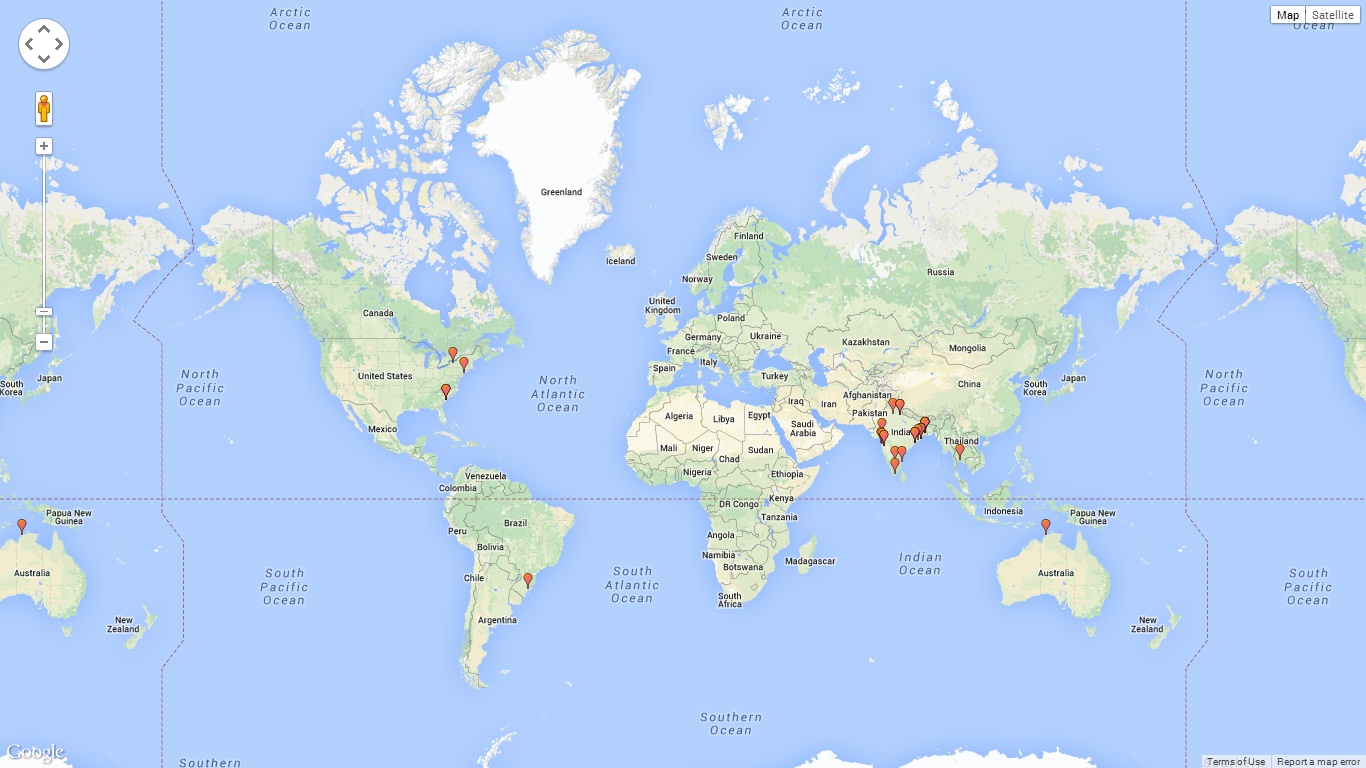 Arctic
Ocean
Arctic
Ocean
Map
Satellite
Ocean
Greenland
Finland
Sweden
Iceland
Norway
Russia
United
Kingdom
Canada
Poland
Germany
Ukraine
Kazakhstan
Mongolia
France
Italy
Spain
Turkey
United States
South
Korea
Japan
North
Pacific
Ocean
North
Atlantic
Ocean
China
South
Korea
Japan
North
Pacific
Ocean
Afghanistan
Iraq
Iran
Pakistan
Algeria
Libya
Egypt
Saudi
Arabia
Mexico
India
Thailand
Mali
Niger
Sudan
Chad
Nigeria
Ethiopia
Venezuela
Colombia
Kenya
DR Congo
Tanzania
Indonesia
Papua New
Guinea
Papua New
Guinea
Peru
Brazil
Angola
Bolivia
Namibia
Botswana
Madagascar
Indian
Ocean
Australia
South
Pacific
Ocean
Chile
South
Atlantic
Ocean
Australia
South
Pacific
Ocean
South
Africa
Argentina
New
Zealand
New
Zealand
Southern
Ocean
Google
Southern
Terms of Use
Report a map error